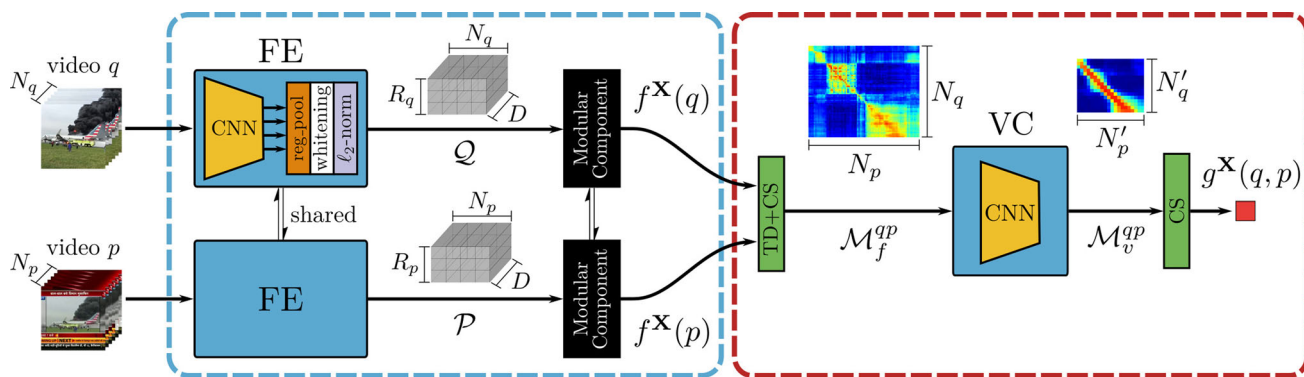 video q
N_q
FE
CNN
reg_pool
whitening
ℓ₂-norm
N_q
R_q
D
𝒬
Modular
Component
f^𝐗(q)
shared
video p
N_p
FE
N_p
R_p
D
𝒫
Modular
Component
f^𝐗(p)
TD+CS
N_q
N_p
ℳ_f^{qp}
VC
CNN
N'_q
N'_p
ℳ_v^{qp}
CS
g^𝐗(q, p)